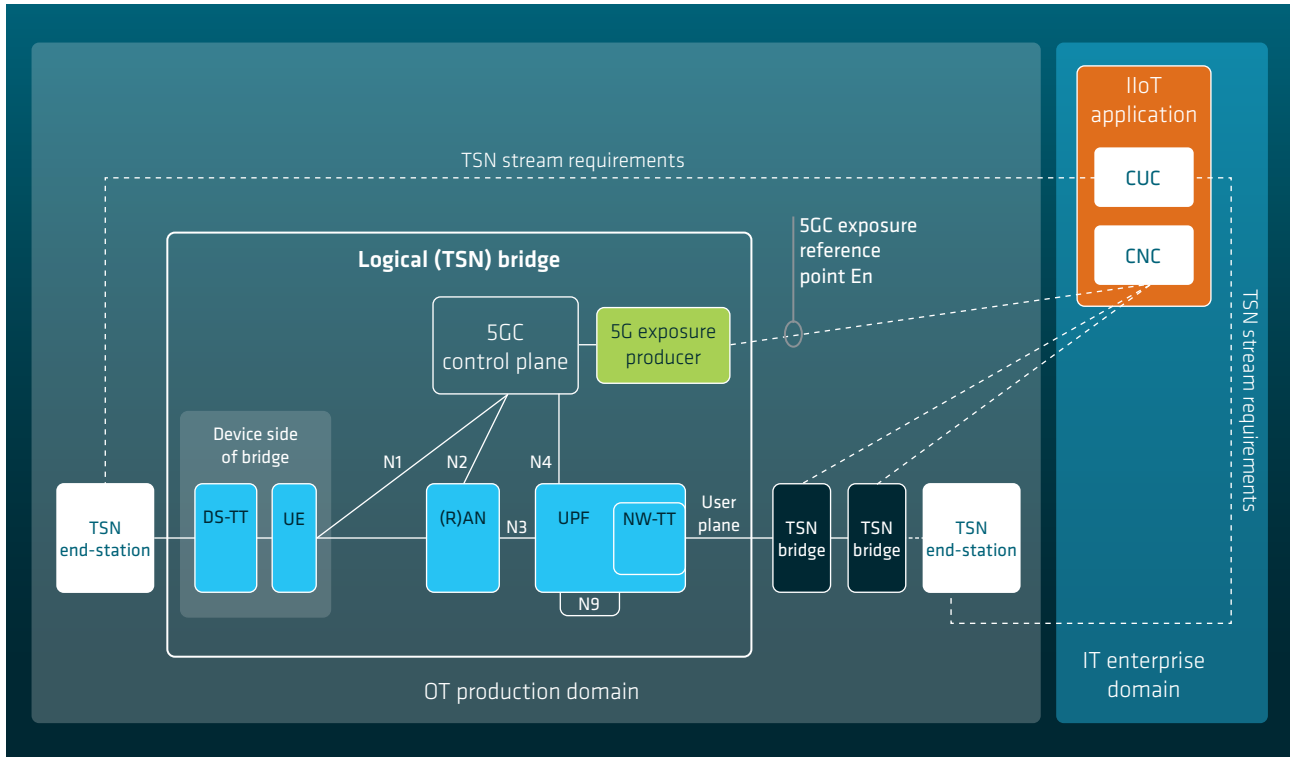 IIoT
application
TSN stream requirements
CUC
5GC exposure
reference
point En
CNC
Logical (TSN) bridge
TSN stream requirements
5GC
control plane
5G exposure
producer
Device side
of bridge
N1
N2
N4
TSN
end-station
DS-TT
UE
(R)AN
N3
UPF
NW-TT
User
plane
TSN
bridge
TSN
bridge
TSN
end-station
N9
OT production domain
IT enterprise
domain